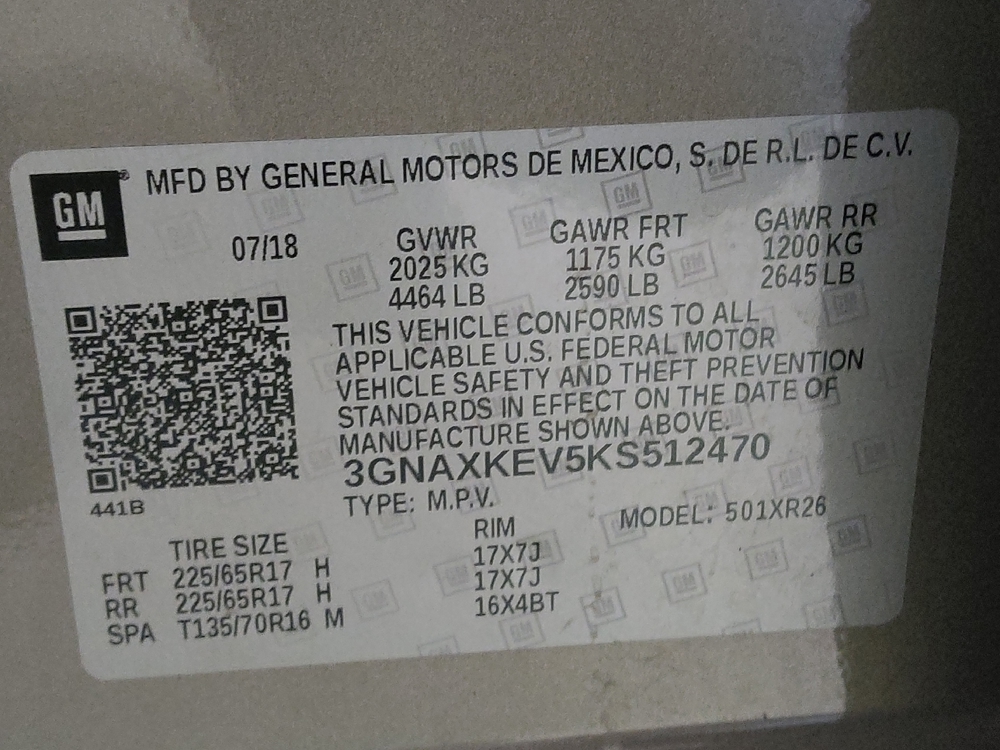 GM ® MFD BY GENERAL MOTORS DE MEXICO, S. DE R.L. DE C.V.
07/18 GVWR GAWR FRT GAWR RR
2025 KG 1175 KG 1200 KG
4464 LB 2590 LB 2645 LB
THIS VEHICLE CONFORMS TO ALL
APPLICABLE U.S. FEDERAL MOTOR
VEHICLE SAFETY AND THEFT PREVENTION
STANDARDS IN EFFECT ON THE DATE OF
MANUFACTURE SHOWN ABOVE.
3GNAXKEV5KS512470
441B TYPE: M.P.V. MODEL: 501XR26
TIRE SIZE RIM
FRT 225/65R17 H 17X7J
RR 225/65R17 H 17X7J
SPA T135/70R16 M 16X4BT